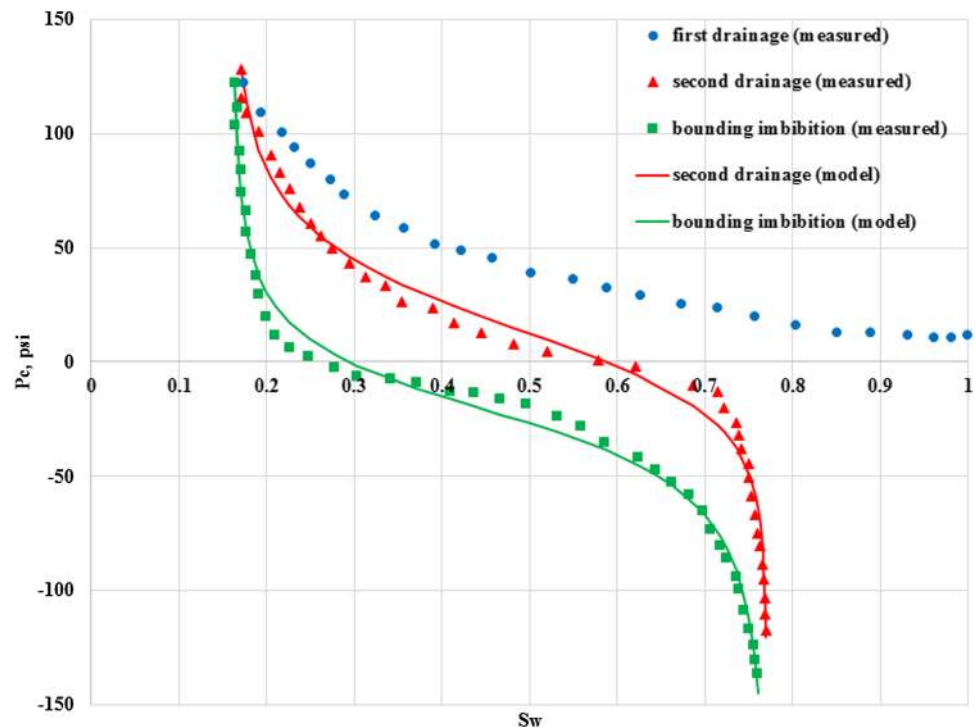 150
first drainage (measured)
second drainage (measured)
100
bounding imbibition (measured)
second drainage (model)
50
bounding imbibition (model)
Pc, psi
0
0 0.1 0.2 0.3 0.4 0.5 0.6 0.7 0.8 0.9 1
-50
-100
-150
Sw